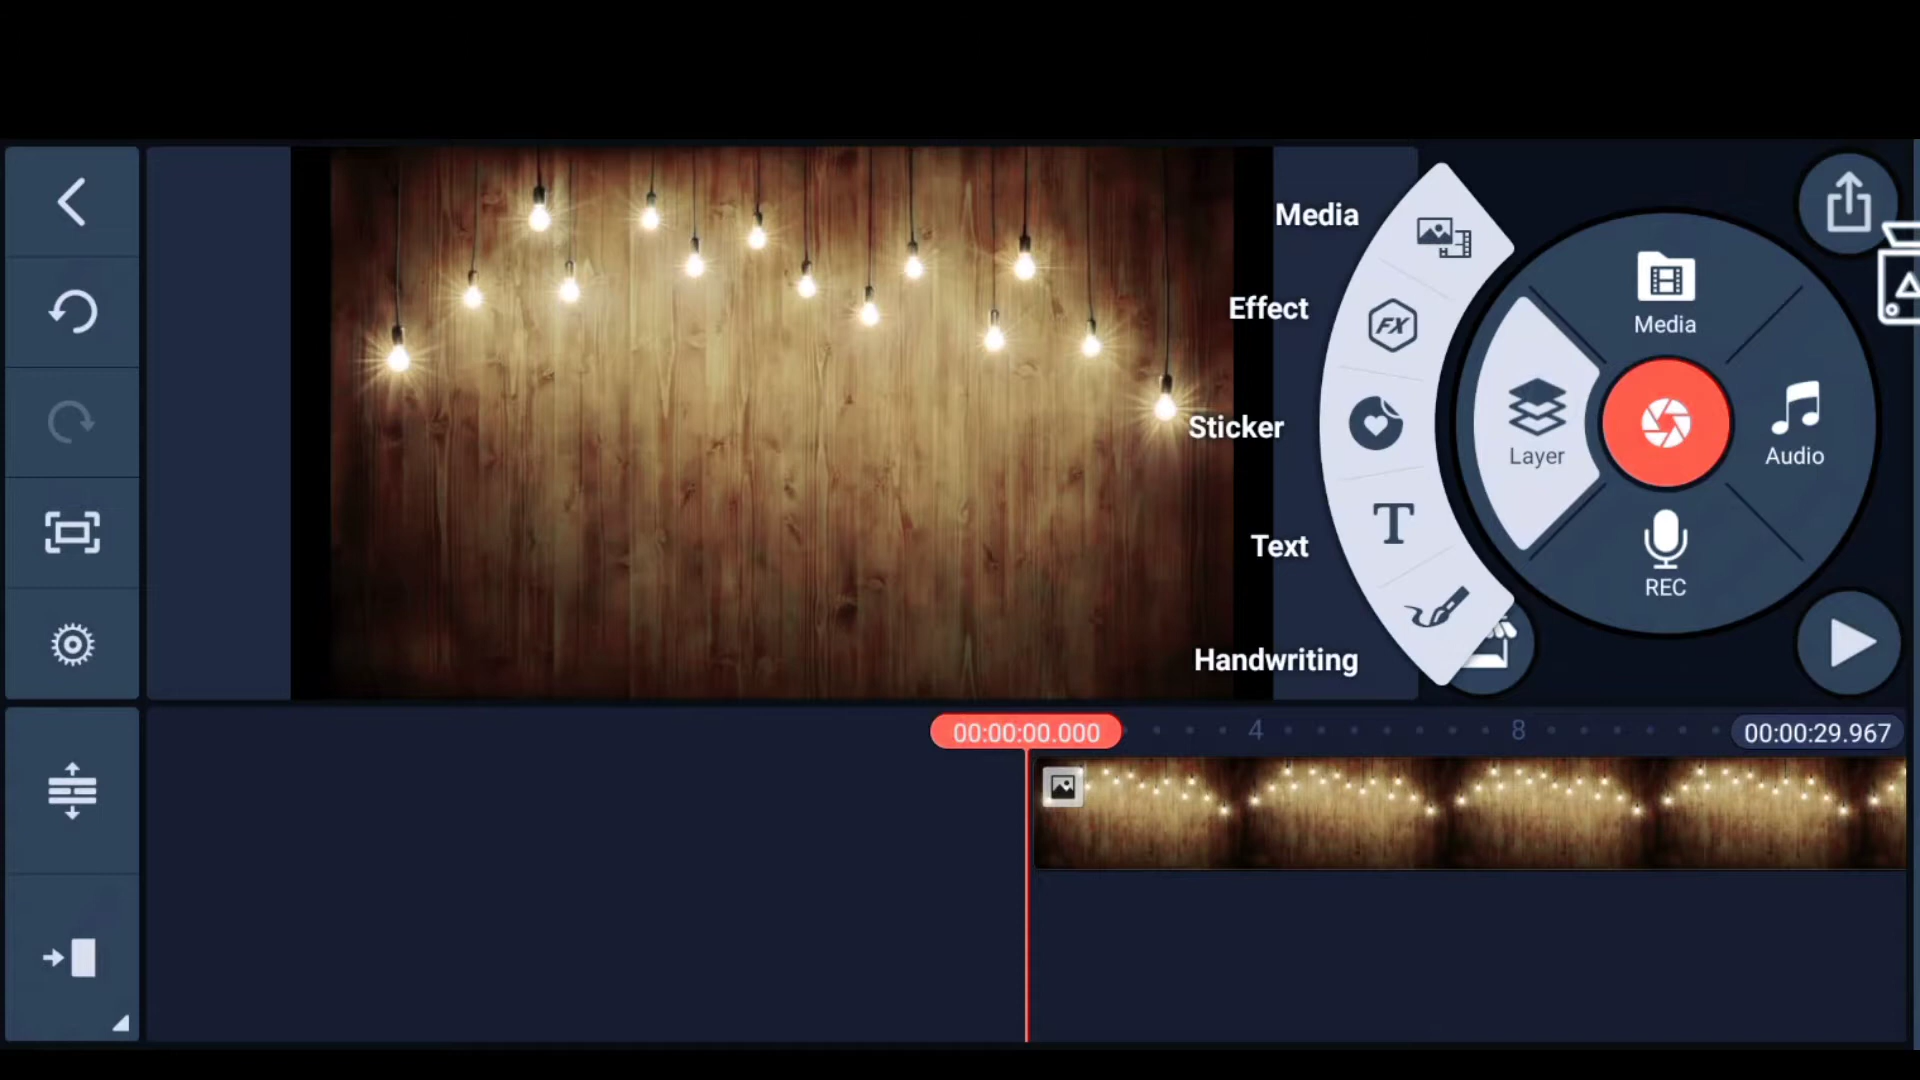 Media
Effect
Sticker
Text
Handwriting
Media
Layer
Audio
REC
FX
T
00:00:00.000
4
8
00:00:29.967